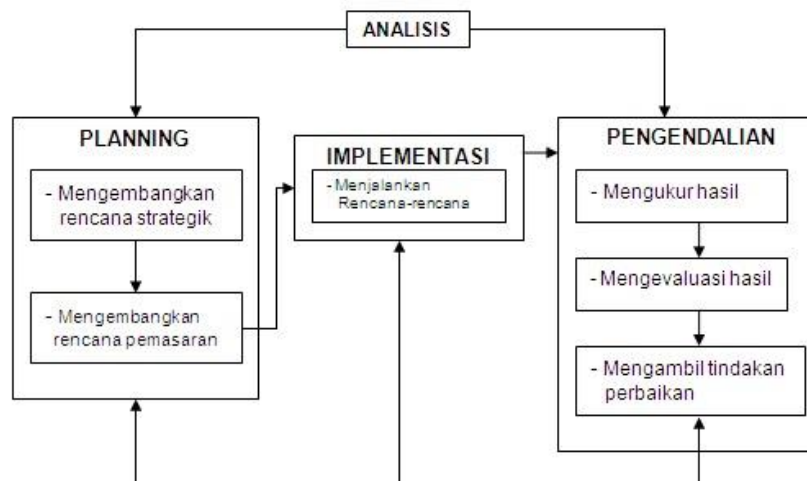 ANALISIS
PLANNING
- Mengembangkan
rencana strategik
- Mengembangkan
rencana pemasaran
IMPLEMENTASI
- Menjalankan
Rencana-rencana
PENGENDALIAN
- Mengukur hasil
- Mengevaluasi hasil
- Mengambil tindakan
perbaikan